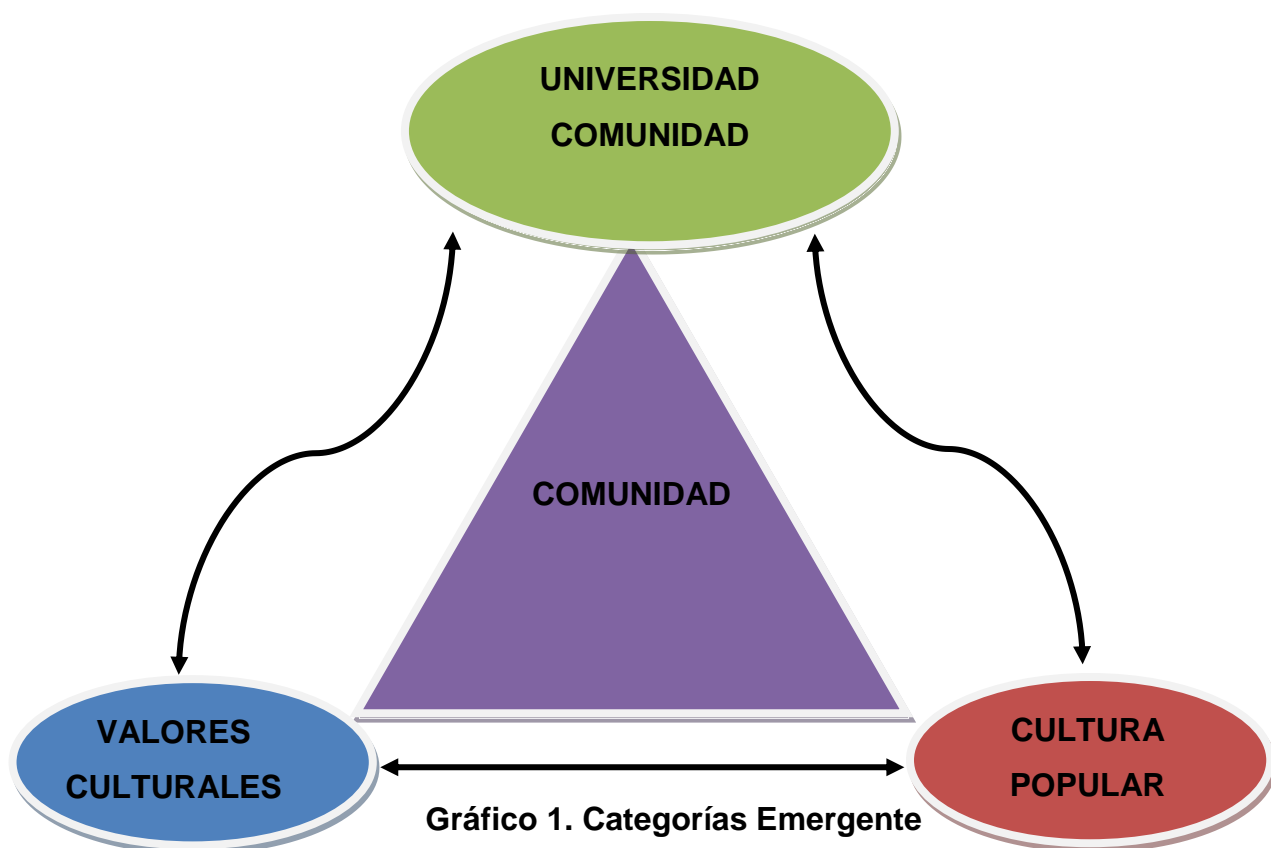 UNIVERSIDAD
COMUNIDAD
COMUNIDAD
VALORES
CULTURALES
CULTURA
POPULAR
Gráfico 1. Categorías Emergente